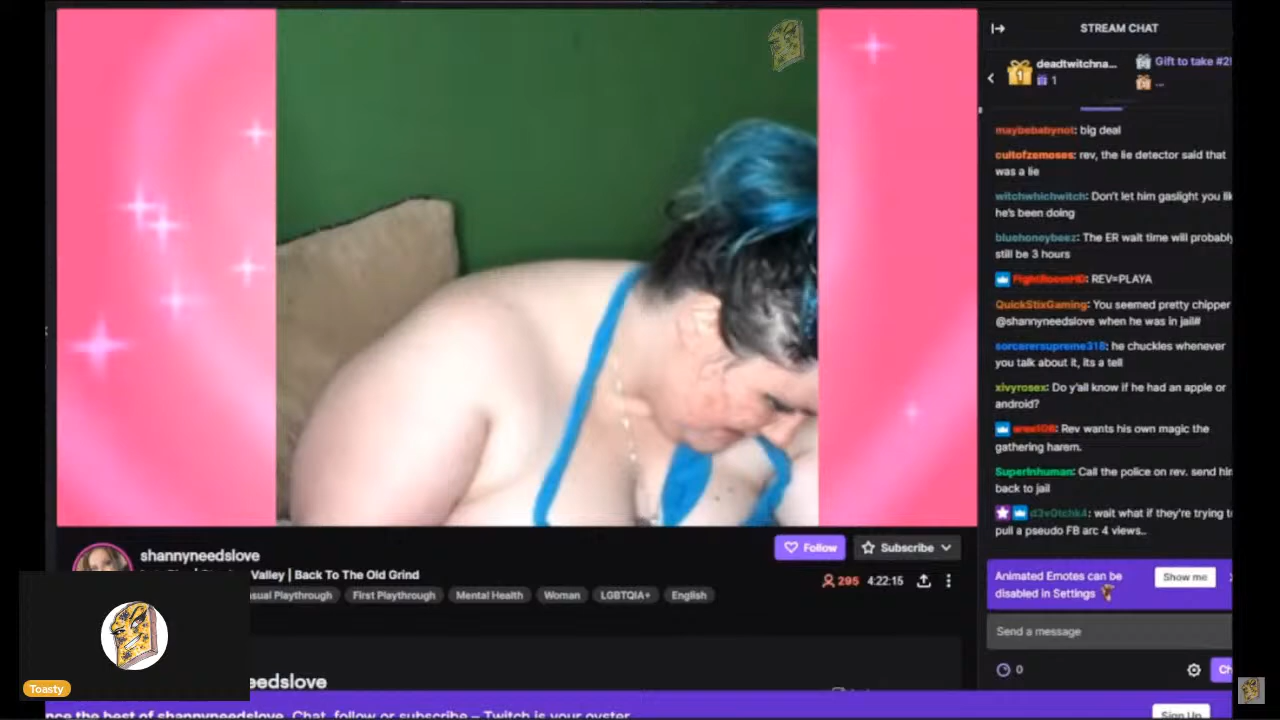 STREAM CHAT
deadtwitchna...
1
Gift to take #2!
...
maybebabynot: big deal
cultofzemoses: rev, the lie detector said that
was a lie
witchwhichwitch: Don't let him gaslight you lik
he's been doing
bluehoneybeez: The ER wait time will probably
still be 3 hours
FightRoomHD: REV=PLAYA
QuickStixGaming: You seemed pretty chipper
@shannyneedslove when he was in jail#
sorcerersupreme318: he chuckles whenever
you talk about it, its a tell
xivyrosex: Do y'all know if he had an apple or
android?
Rev wants his own magic the
gathering harem.
SuperInhuman: Call the police on rev. send him
back to jail
d3v0tchk4: wait what if they're trying to
pull a pseudo FB arc 4 views..
Animated Emotes can be
disabled in Settings
Show me
Send a message
0
Ch
shannyneedslove
Follow
Subscribe
Valley | Back To The Old Grind
295
4:22:15
sual Playthrough
First Playthrough
Mental Health
Woman
LGBTQIA+
English
Toasty
eedslove
nce the best of shannyneedslove. Chat, follow or subscribe – Twitch is your oyster
Sign Up